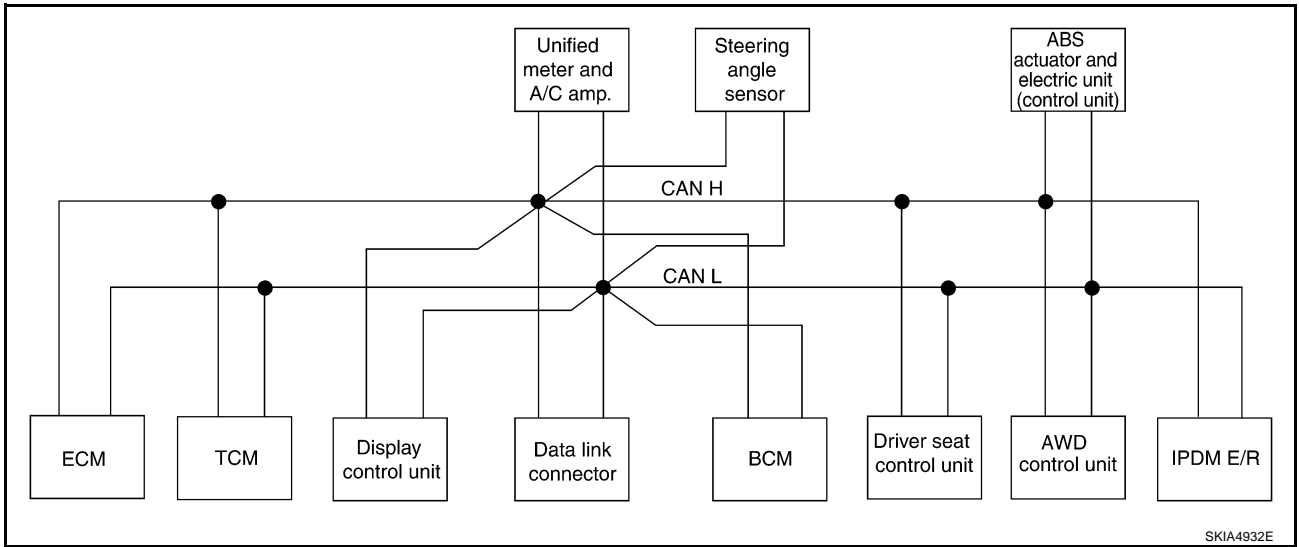 Unified
meter and
A/C amp.
Steering
angle
sensor
ABS
actuator and
electric unit
(control unit)
CAN H
CAN L
ECM
TCM
Display
control unit
Data link
connector
BCM
Driver seat
control unit
AWD
control unit
IPDM E/R
SKIA4932E